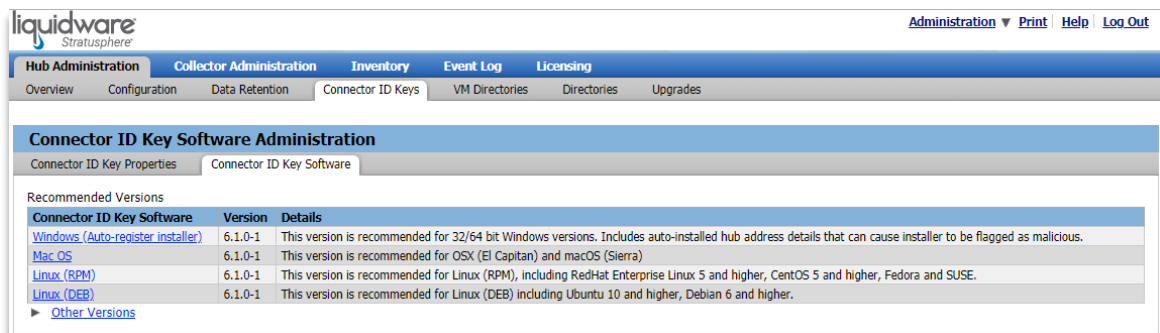 liquidware
Stratusphere
Administration ▼ Print Help Log Out
Hub Administration Collector Administration Inventory Event Log Licensing
Overview Configuration Data Retention Connector ID Keys VM Directories Directories Upgrades
Connector ID Key Software Administration
Connector ID Key Properties Connector ID Key Software
Recommended Versions
Connector ID Key Software Version Details
Windows (Auto-register installer) 6.1.0-1 This version is recommended for 32/64 bit Windows versions. Includes auto-installed hub address details that can cause installer to be flagged as malicious.
Mac OS 6.1.0-1 This version is recommended for OSX (El Capitan) and macOS (Sierra)
Linux (RPM) 6.1.0-1 This version is recommended for Linux (RPM), including RedHat Enterprise Linux 5 and higher, CentOS 5 and higher, Fedora and SUSE.
Linux (DEB) 6.1.0-1 This version is recommended for Linux (DEB) including Ubuntu 10 and higher, Debian 6 and higher.
► Other Versions